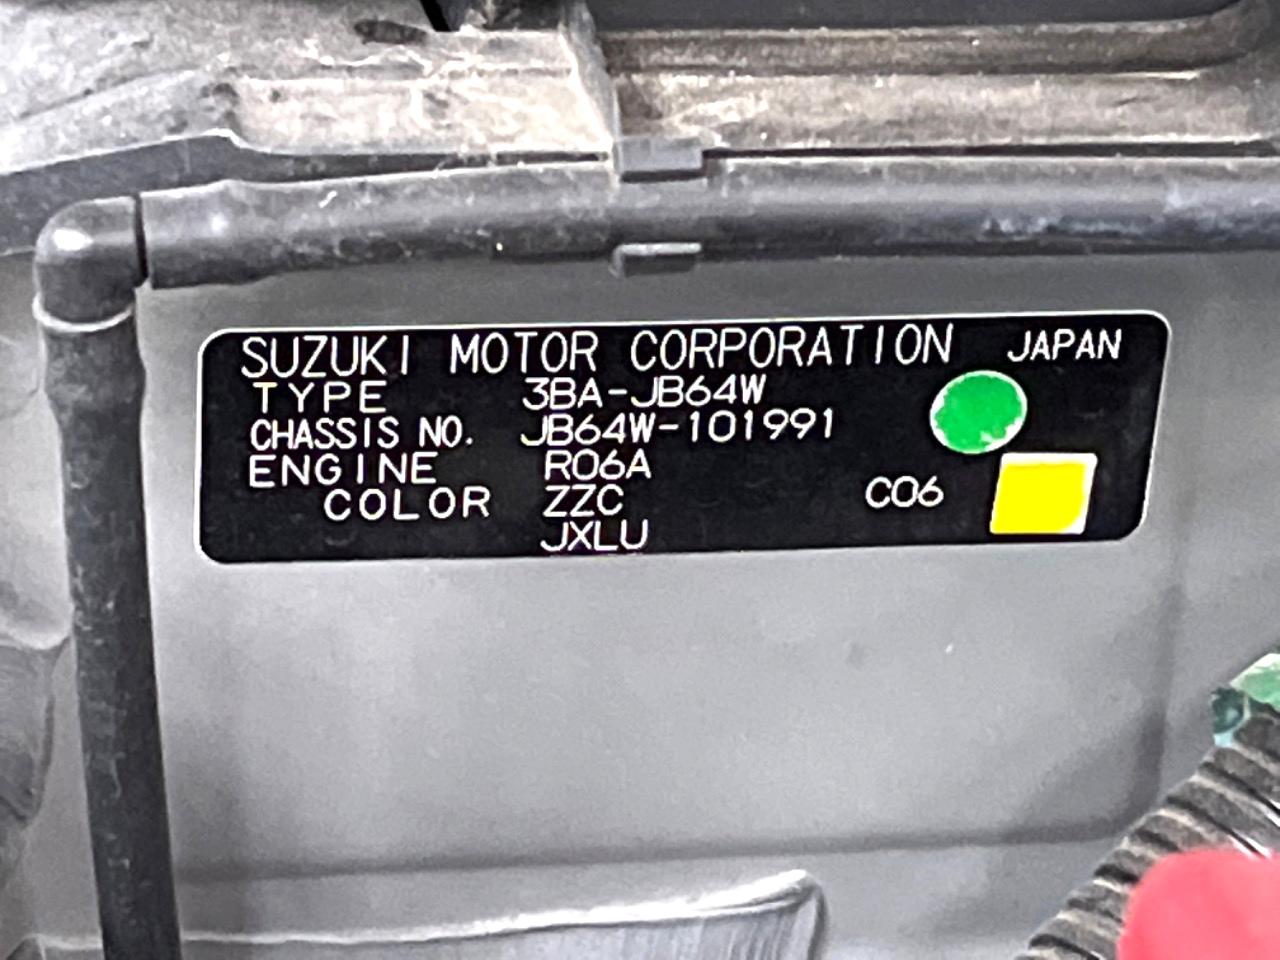 SUZUKI MOTOR CORPORATION JAPAN
TYPE 3BA-JB64W
CHASSIS NO. JB64W-101991
ENGINE R06A
COLOR ZZC C06
JXLU